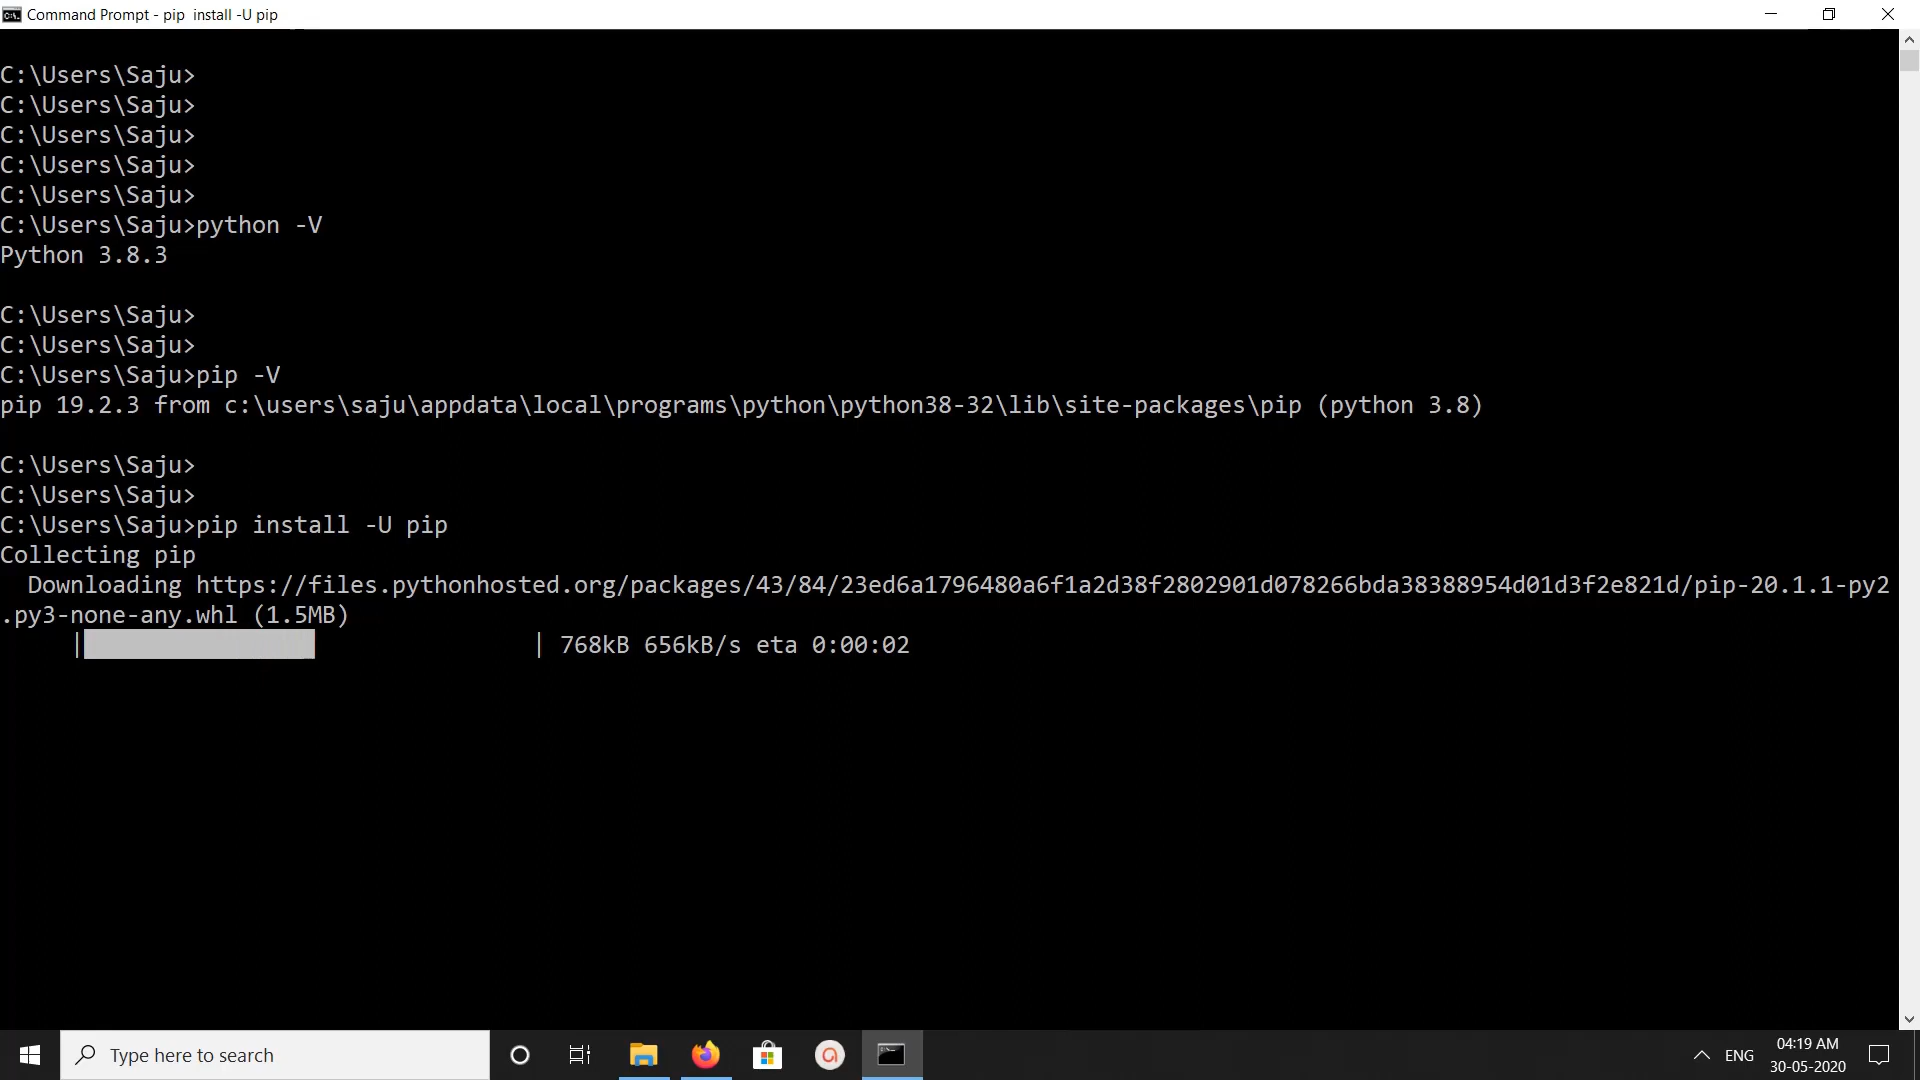 Command Prompt - pip  install -U pip
C:\Users\Saju>
C:\Users\Saju>
C:\Users\Saju>
C:\Users\Saju>
C:\Users\Saju>
C:\Users\Saju>python -V
Python 3.8.3
C:\Users\Saju>
C:\Users\Saju>
C:\Users\Saju>pip -V
pip 19.2.3 from c:\users\saju\appdata\local\programs\python\python38-32\lib\site-packages\pip (python 3.8)
C:\Users\Saju>
C:\Users\Saju>
C:\Users\Saju>pip install -U pip
Collecting pip
  Downloading https://files.pythonhosted.org/packages/43/84/23ed6a1796480a6f1a2d38f2802901d078266bda38388954d01d3f2e821d/pip-20.1.1-py2
.py3-none-any.whl (1.5MB)
| | 768kB 656kB/s eta 0:00:02
Type here to search
ENG
04:19 AM
30-05-2020